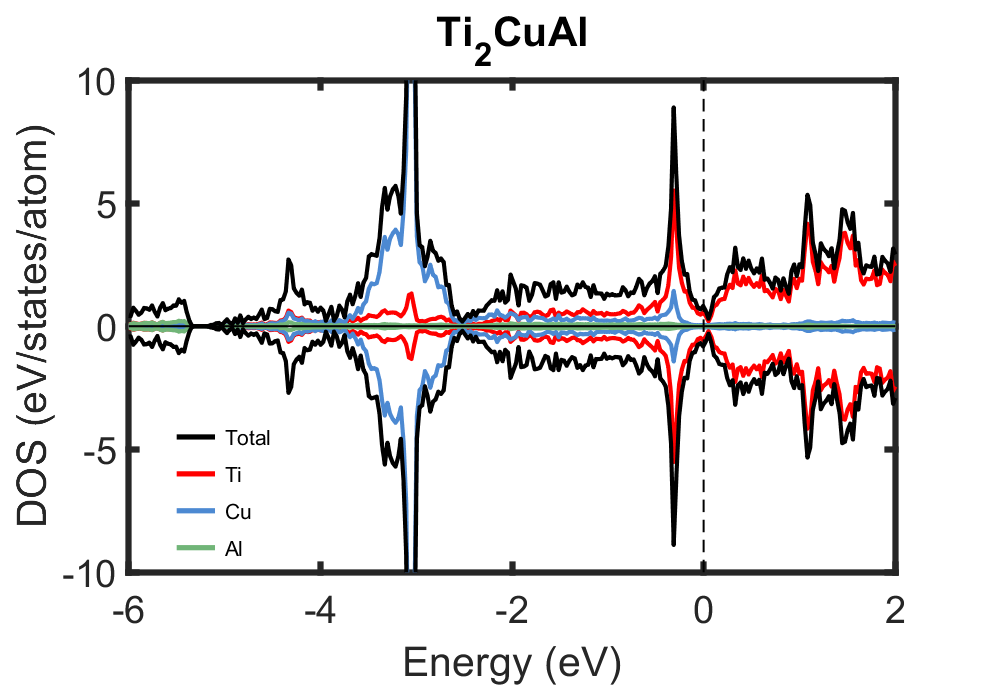 Ti₂CuAl
DOS (eV/states/atom)
10
5
0
-5
-10
Total
Ti
Cu
Al
-6 -4 -2 0 2
Energy (eV)